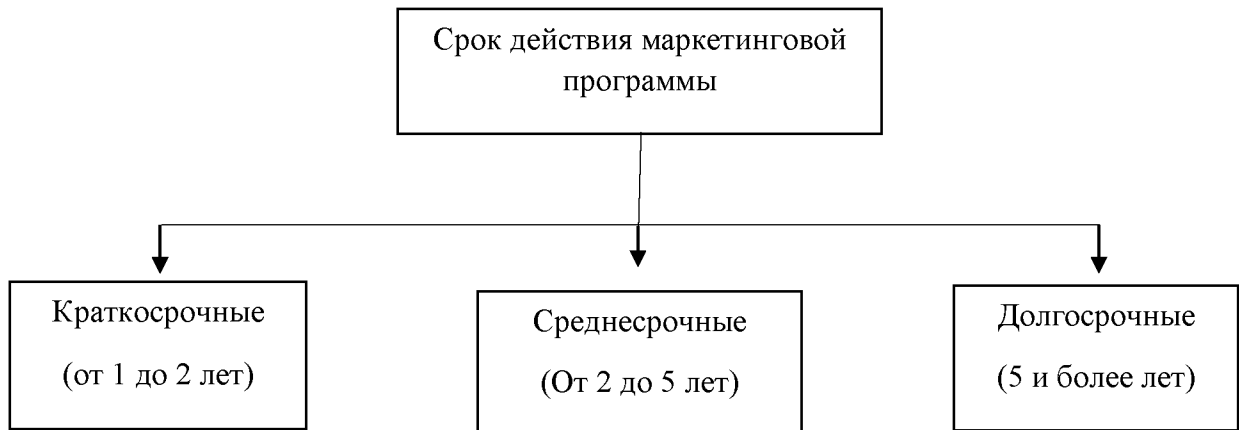 Срок действия маркетинговой
программы
Краткосрочные
(от 1 до 2 лет)
Среднесрочные
(От 2 до 5 лет)
Долгосрочные
(5 и более лет)